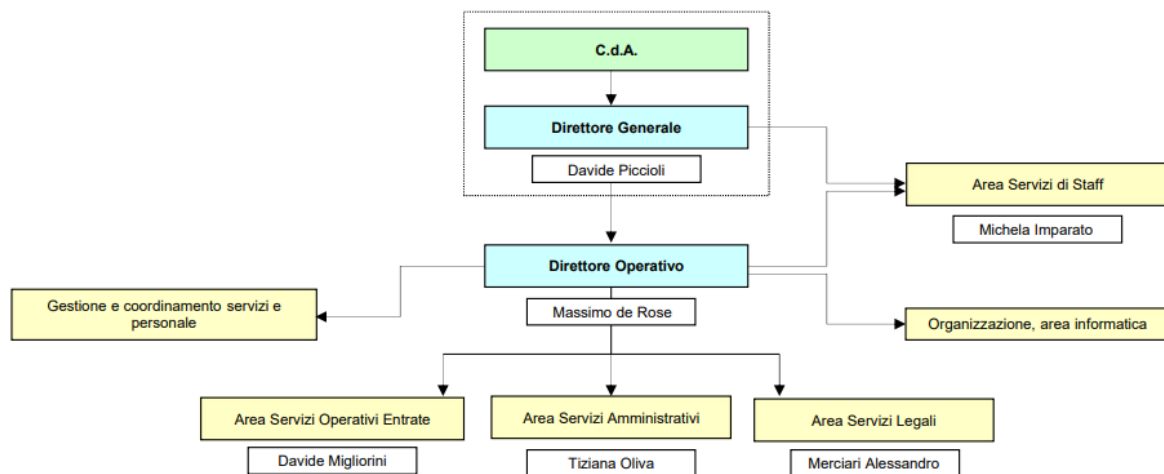 C.d.A.
Direttore Generale
Davide Piccioli
Area Servizi di Staff
Michela Imparato
Direttore Operativo
Massimo de Rose
Gestione e coordinamento servizi e
personale
Organizzazione, area informatica
Area Servizi Operativi Entrate
Davide Migliorini
Area Servizi Amministrativi
Tiziana Oliva
Area Servizi Legali
Merciari Alessandro